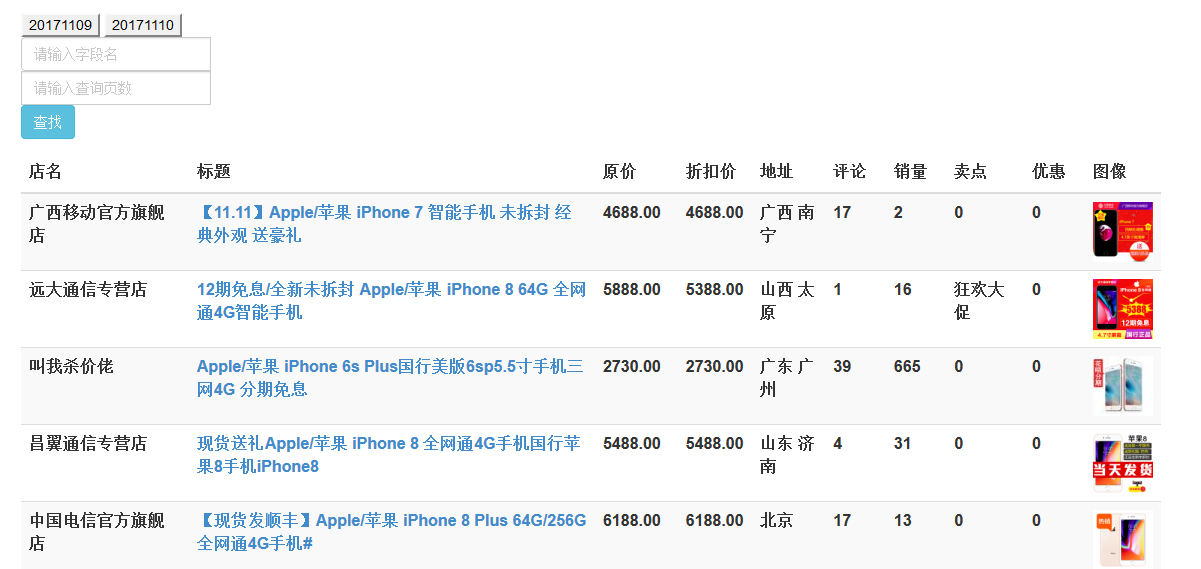 20171109 20171110
请输入字段名
请输入查询页数
查找
店名 标题 原价 折扣价 地址 评论 销量 卖点 优惠 图像
广西移动官方旗舰 【11.11】Apple/苹果 iPhone 7 智能手机 未拆封 经 4688.00 4688.00 广西 南 17 2 0 0
店 典外观 送豪礼 宁
远大通信专营店 12期免息/全新未拆封 Apple/苹果 iPhone 8 64G 全网 5888.00 5388.00 山西 太 1 16 狂欢大 0
通4G智能手机 原 促
5388
12期免息
叫我杀价佬 Apple/苹果 iPhone 6s Plus国行美版6sp5.5寸手机三 2730.00 2730.00 广东 广 39 665 0 0
网4G 分期免息 州
昌翼通信专营店 现货送礼Apple/苹果 iPhone 8 全网通4G手机国行苹 5488.00 5488.00 山东 济 4 31 0 0
果8手机iPhone8 南
苹果8
当天发货
中国电信官方旗舰 【现货发顺丰】Apple/苹果 iPhone 8 Plus 64G/256G 6188.00 6188.00 北京 17 13 0 0
店 全网通4G手机#
热销